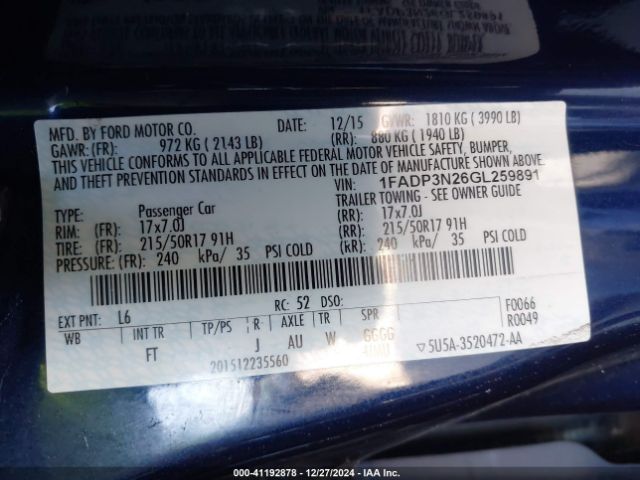 MFD. BY FORD MOTOR CO. DATE: 12/15 GVWR: 1810 KG ( 3990 LB)
GAWR: (FR): 972 KG ( 2143 LB) (RR): 880 KG ( 1940 LB)
THIS VEHICLE CONFORMS TO ALL APPLICABLE FEDERAL MOTOR VEHICLE SAFETY, BUMPER,
AND THEFT PREVENTION STANDARDS IN EFFECT ON THE DATE OF MANUFACTURE SHOWN ABOVE.
VIN: 1FADP3N26GL259891
TYPE: Passenger Car TRAILER TOWING - SEE OWNER GUIDE
RIM: (FR): 17x7.0J (RR): 17x7.0J
TIRE: (FR): 215/50R17 91H (RR): 215/50R17 91H
PRESSURE: (FR): 240 kPa/ 35 PSI COLD (RR): 240 kPa/ 35 PSI COLD
EXT PNT: L6 RC: 52 DSO: F0066
WB INT TR TP/PS R AXLE TR SPR R0049
FT J AU W GGGG
201512235560 5U5A-3520472-AA
000-41192878 | 12/27/2024 - IAA Inc.